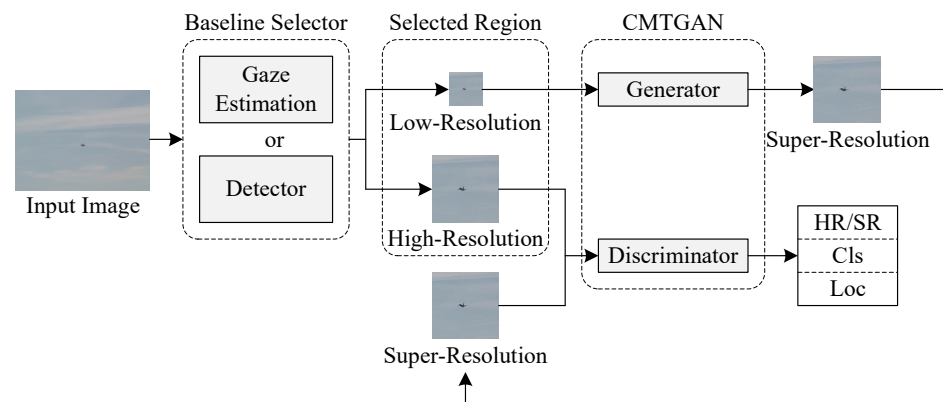 Baseline Selector
Selected Region
CMTGAN
Gaze
Estimation
or
Detector
Input Image
Low-Resolution
High-Resolution
Super-Resolution
Generator
Discriminator
Super-Resolution
HR/SR
Cls
Loc